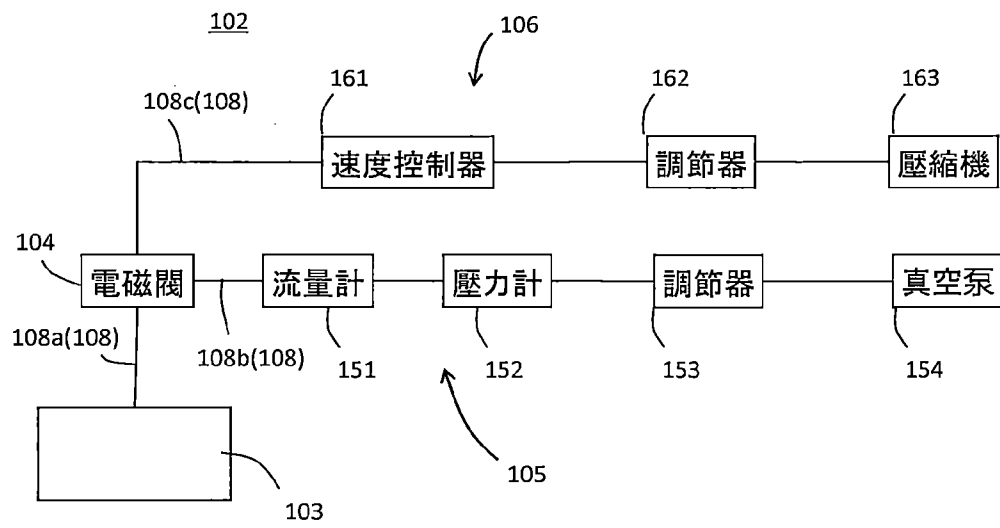 102
106
161
162
163
108c(108)
速度控制器
調節器
壓縮機
104
電磁閥
流量計
壓力計
調節器
真空泵
108a(108)
108b(108)
151
152
153
154
105
103